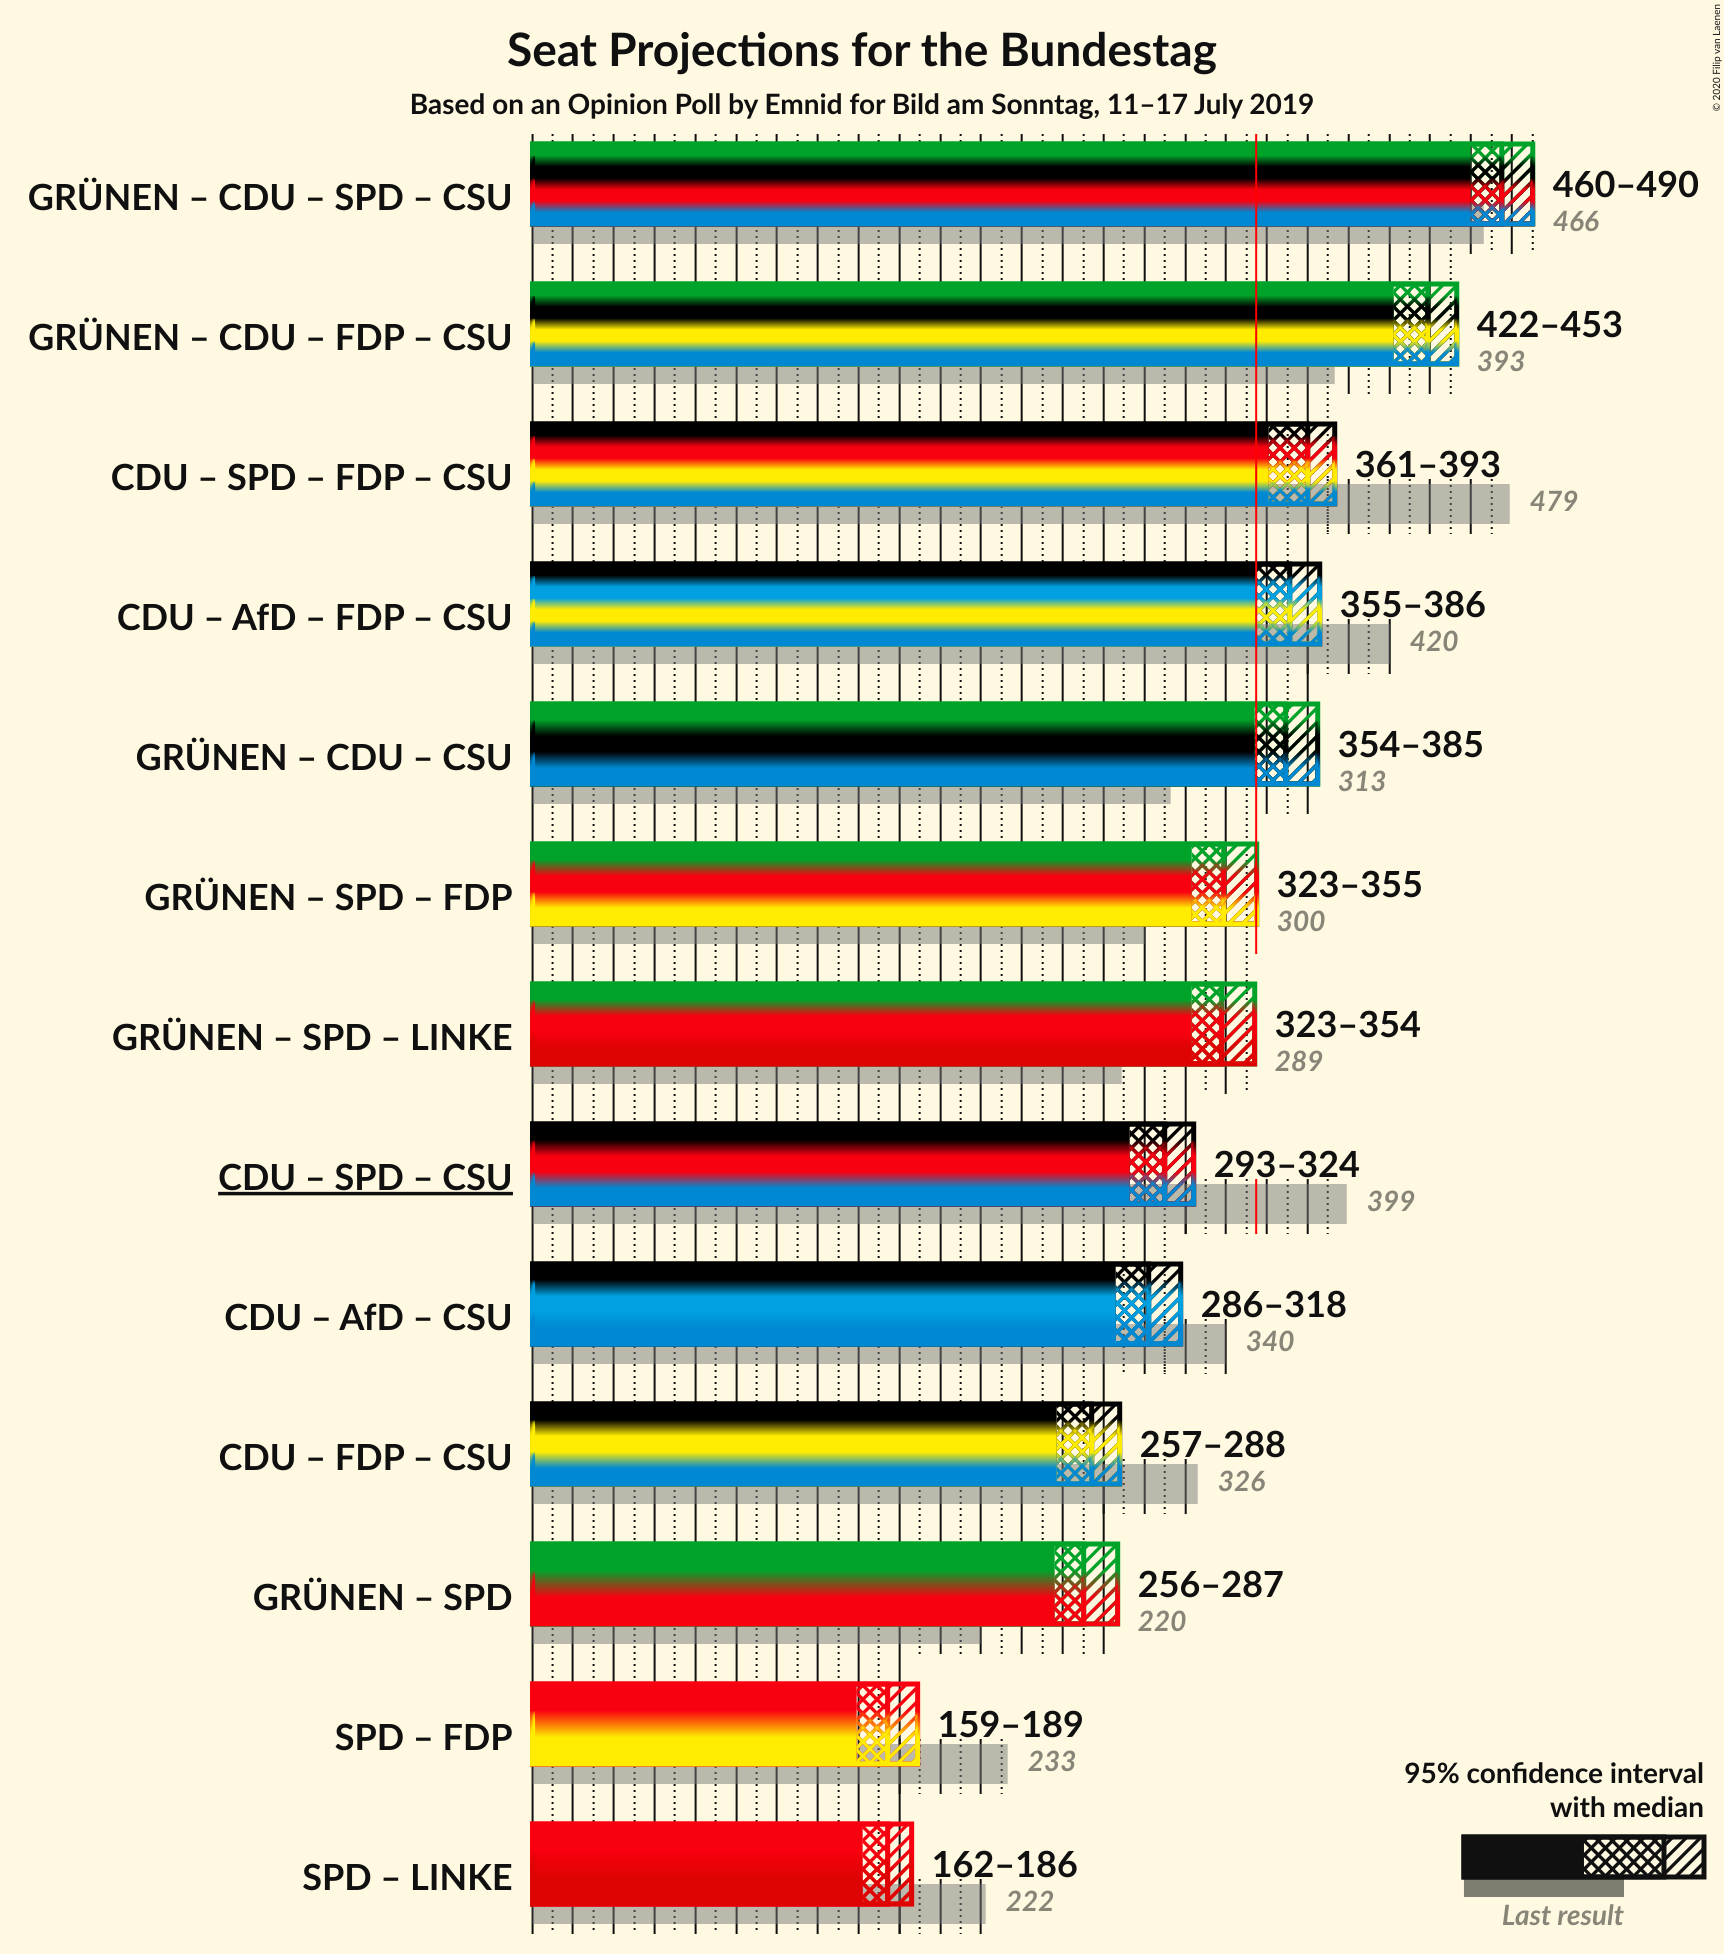 Seat Projections for the Bundestag
Based on an Opinion Poll by Emnid for Bild am Sonntag, 11–17 July 2019
© 2020 Filip van Laenen
GRÜNEN – CDU – SPD – CSU
460–490
466
GRÜNEN – CDU – FDP – CSU
422–453
393
CDU – SPD – FDP – CSU
361–393
479
CDU – AfD – FDP – CSU
355–386
420
GRÜNEN – CDU – CSU
354–385
313
GRÜNEN – SPD – FDP
323–355
300
GRÜNEN – SPD – LINKE
323–354
289
CDU – SPD – CSU
293–324
399
CDU – AfD – CSU
286–318
340
CDU – FDP – CSU
257–288
326
GRÜNEN – SPD
256–287
220
SPD – FDP
159–189
233
SPD – LINKE
162–186
222
95% confidence interval
with median
Last result